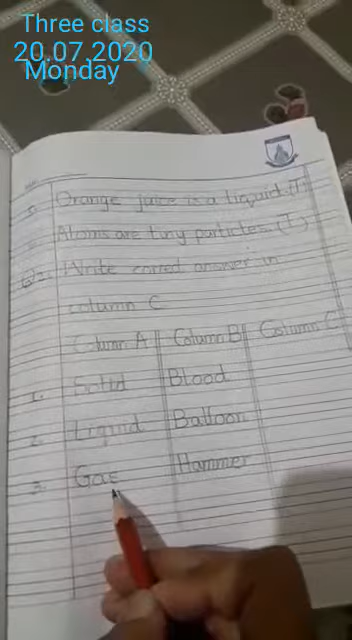 Three class
20.07.2020
Monday
5. Orange juice is a liquid. (T)
Atoms are tiny particles. (T)
Q2: Write correct answer in
column C
Column A Column B Column C
1. Solid Blood
2. Liquid Balloon
3. Gas Hammer